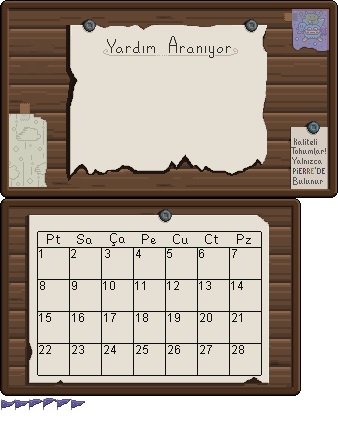 Yardım Aranıyor
Kaliteli
Tohumlar!
Yalnızca
PiERRE'DE
Bulunur
Pt Sa Ça Pe Cu Ct Pz
1 2 3 4 5 6 7
8 9 10 11 12 13 14
15 16 17 18 19 20 21
22 23 24 25 26 27 28